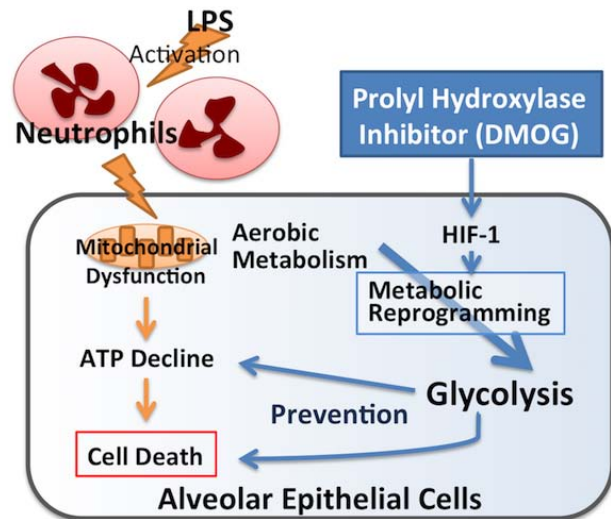 LPS
Activation
Neutrophils
Prolyl Hydroxylase
Inhibitor (DMOG)
Mitochondrial
Dysfunction
Aerobic
Metabolism
HIF-1
Metabolic
Reprogramming
ATP Decline
Glycolysis
Prevention
Cell Death
Alveolar Epithelial Cells